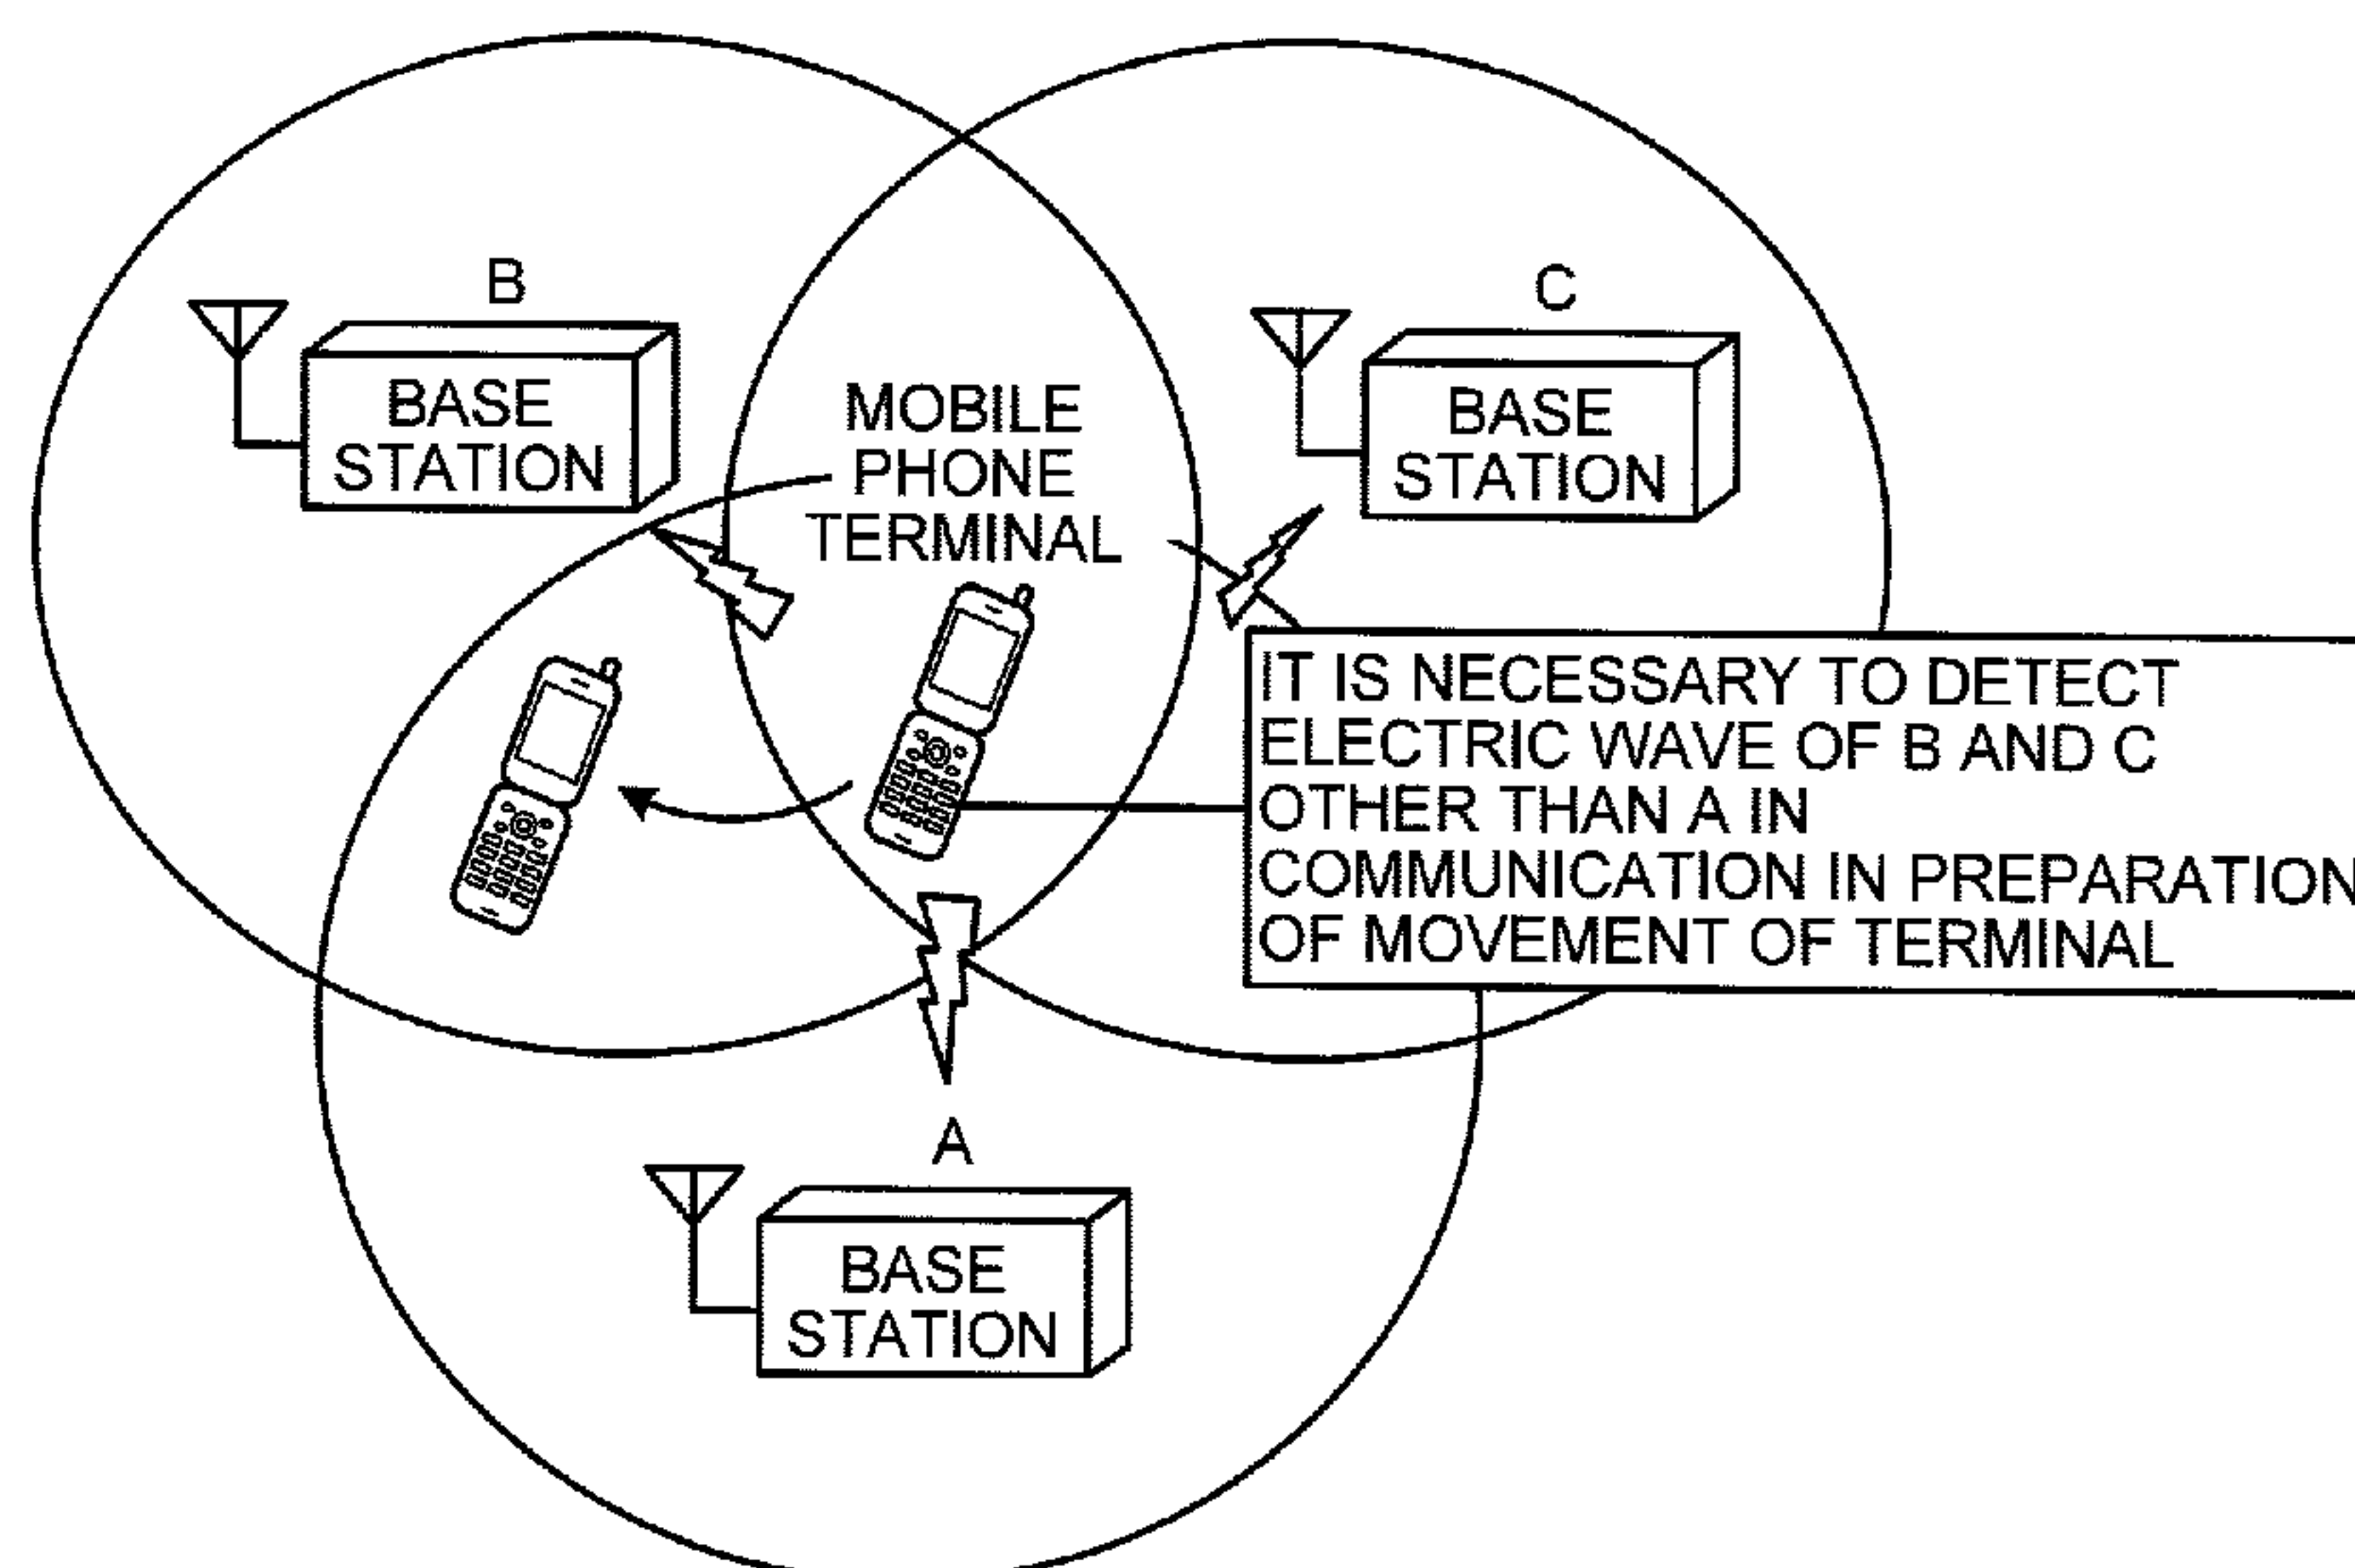 B
BASE
STATION
C
BASE
STATION
MOBILE
PHONE
TERMINAL
IT IS NECESSARY TO DETECT
ELECTRIC WAVE OF B AND C
OTHER THAN A IN
COMMUNICATION IN PREPARATION
OF MOVEMENT OF TERMINAL
A
BASE
STATION